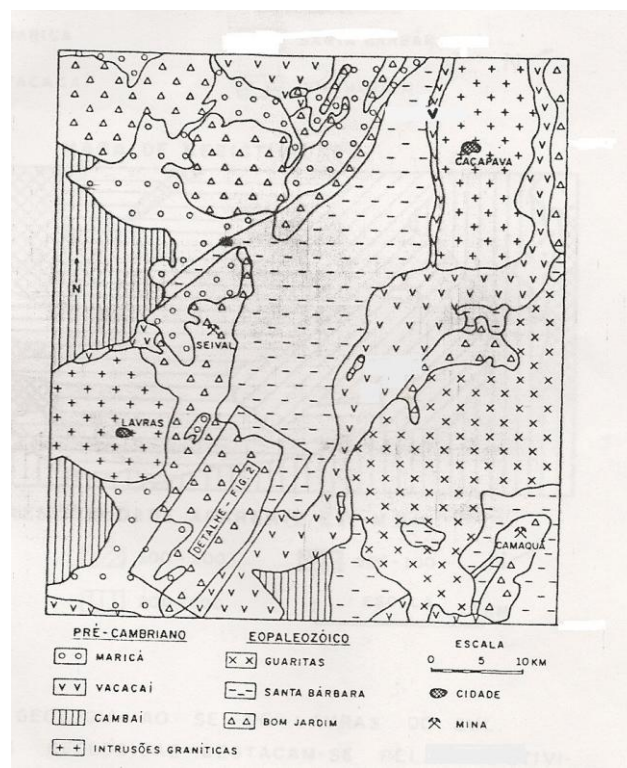 CAÇAPAVA
N
SEIVAL
LAVRAS
DETALHE - FIG. 2
CAMAQUÃ
PRÉ-CAMBRIANO
EOPALEOZÓICO
ESCALA
MARICÁ
GUARITAS
0 5 10 KM
VACACAÍ
SANTA BÁRBARA
CIDADE
CAMBAÍ
BOM JARDIM
MINA
INTRUSÕES GRANÍTICAS